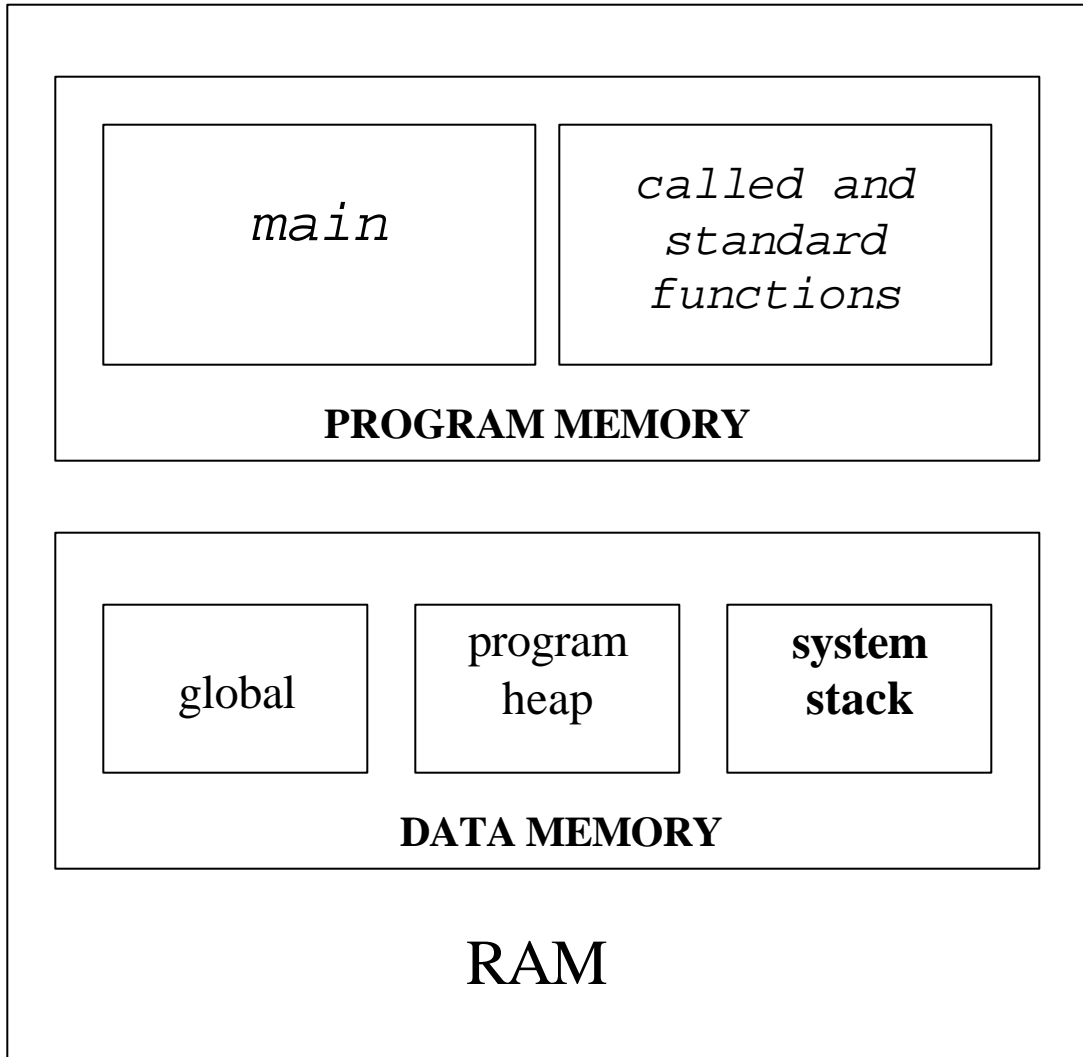 main
called and
standard
functions
PROGRAM MEMORY
global
program
heap
system
stack
DATA MEMORY
RAM